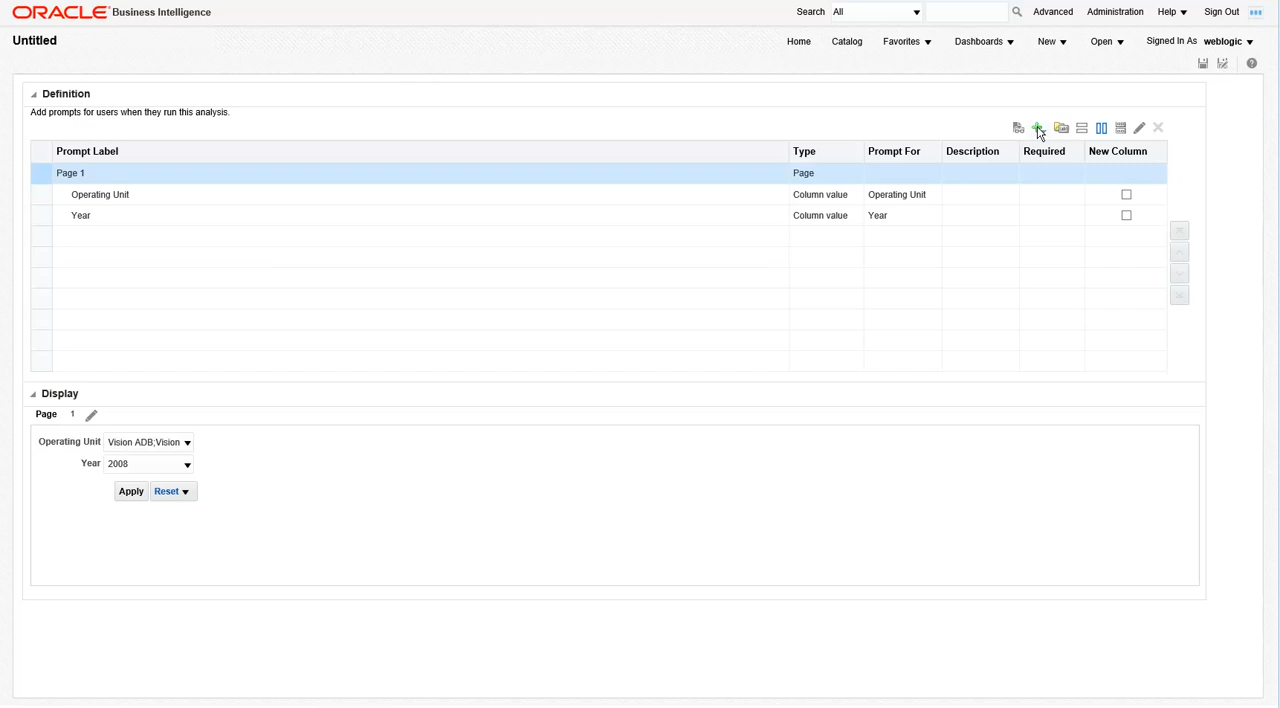 ORACLE Business Intelligence Search All Advanced Administration Help Sign Out
Untitled Home Catalog Favorites Dashboards New Open Signed In As weblogic
Definition
Add prompts for users when they run this analysis.
Prompt Label Type Prompt For Description Required New Column
Page 1 Page
Operating Unit Column value Operating Unit
Year Column value Year
Display
Page 1
Operating Unit Vision ADB;Vision
Year 2008
Apply Reset